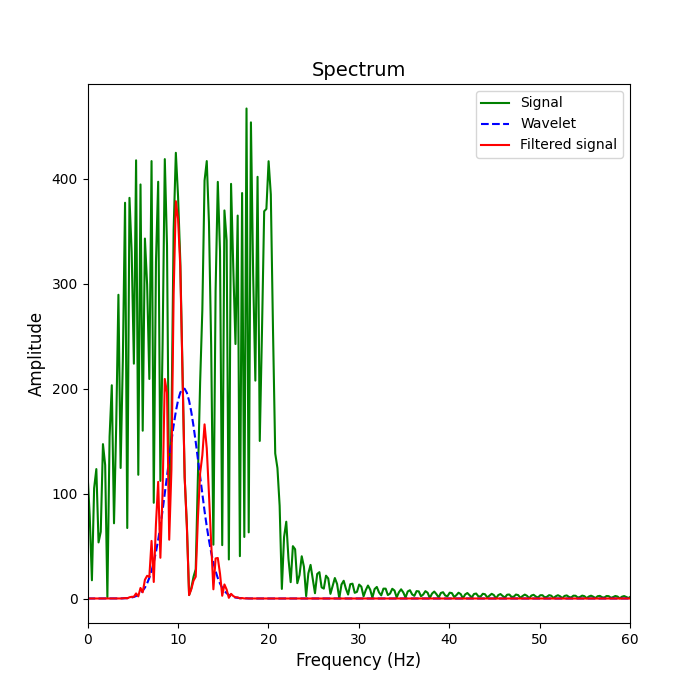 Spectrum
Signal
Wavelet
Filtered signal
Amplitude
400
300
200
100
0
0 10 20 30 40 50 60
Frequency (Hz)